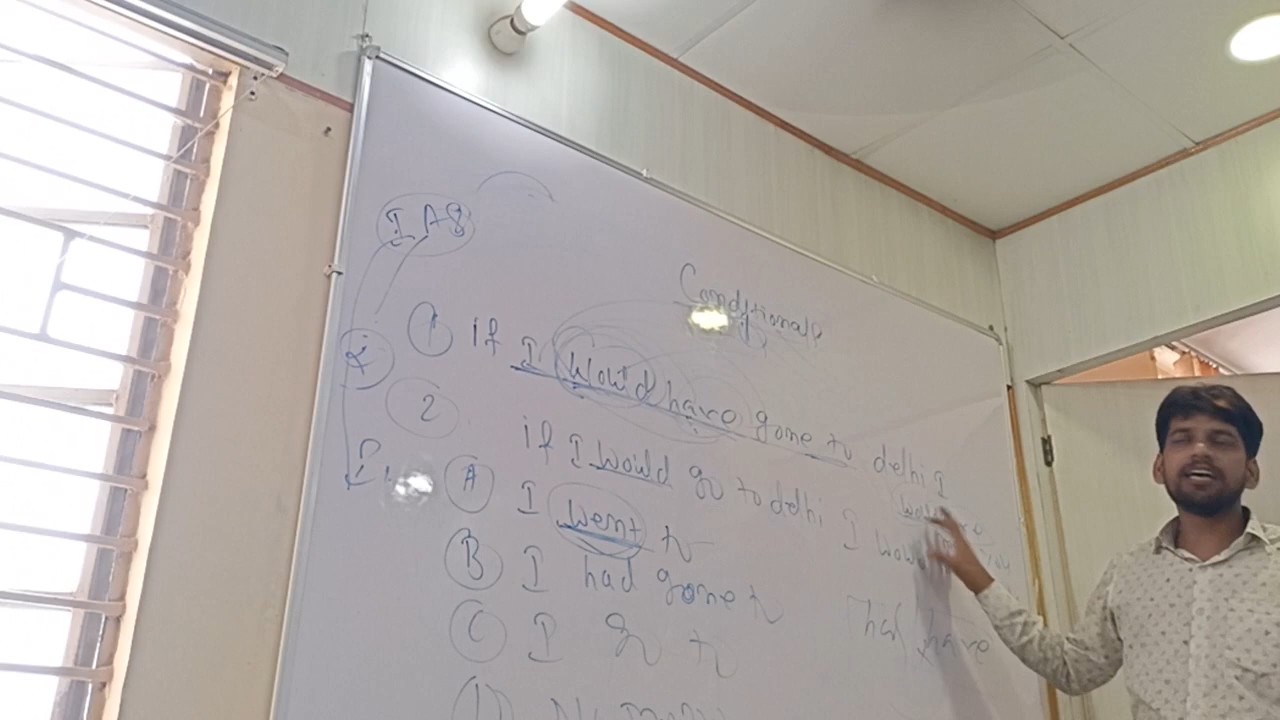 IAS
Conditionals
① if I would have gone to delhi I
② if I would go to delhi I would
Ⓐ I went to
Ⓑ I had gone to
Ⓒ I go to
have